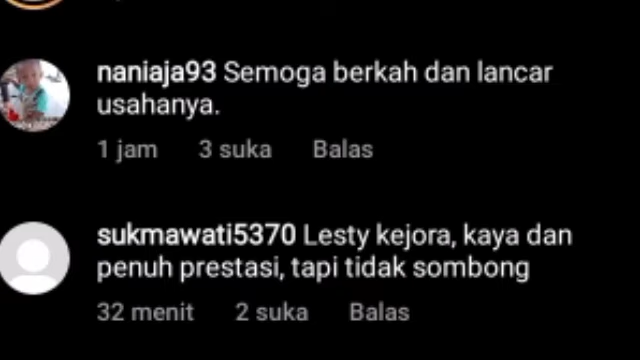 naniaja93 Semoga berkah dan lancar
usahanya.
1 jam 3 suka Balas
sukmawati5370 Lesty kejora, kaya dan
penuh prestasi, tapi tidak sombong
32 menit 2 suka Balas